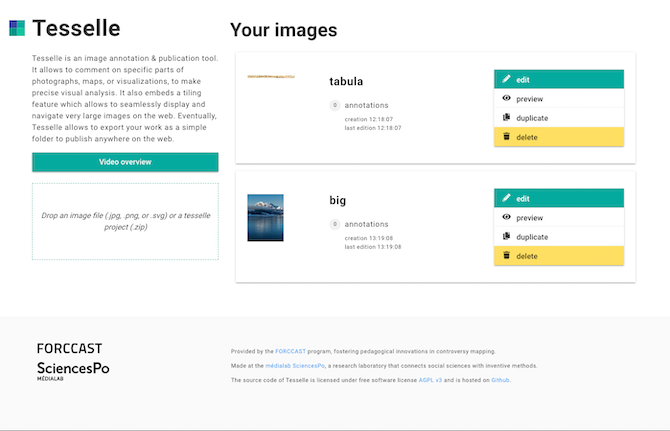 Tesselle
Tesselle is an image annotation & publication tool.
It allows to comment on specific parts of
photographs, maps, or visualizations, to make
precise visual analysis. It also embeds a tiling
feature which allows to seamlessly display and
navigate very large images on the web. Eventually,
Tesselle allows to export your work as a simple
folder to publish anywhere on the web.
Video overview
Drop an image file (.jpg, .png, or .svg) or a tesselle
project (.zip)
Your images
tabula
0 annotations
creation 12:18:07
last edition 12:18:07
edit
preview
duplicate
delete
big
0 annotations
creation 13:19:08
last edition 13:19:08
edit
preview
duplicate
delete
FORCCAST
SciencesPo
MÉDIALAB
Provided by the FORCCAST program, fostering pedagogical innovations in controversy mapping.
Made at the médialab SciencesPo, a research laboratory that connects social sciences with inventive methods.
The source code of Tesselle is licensed under free software license AGPL v3 and is hosted on Github.